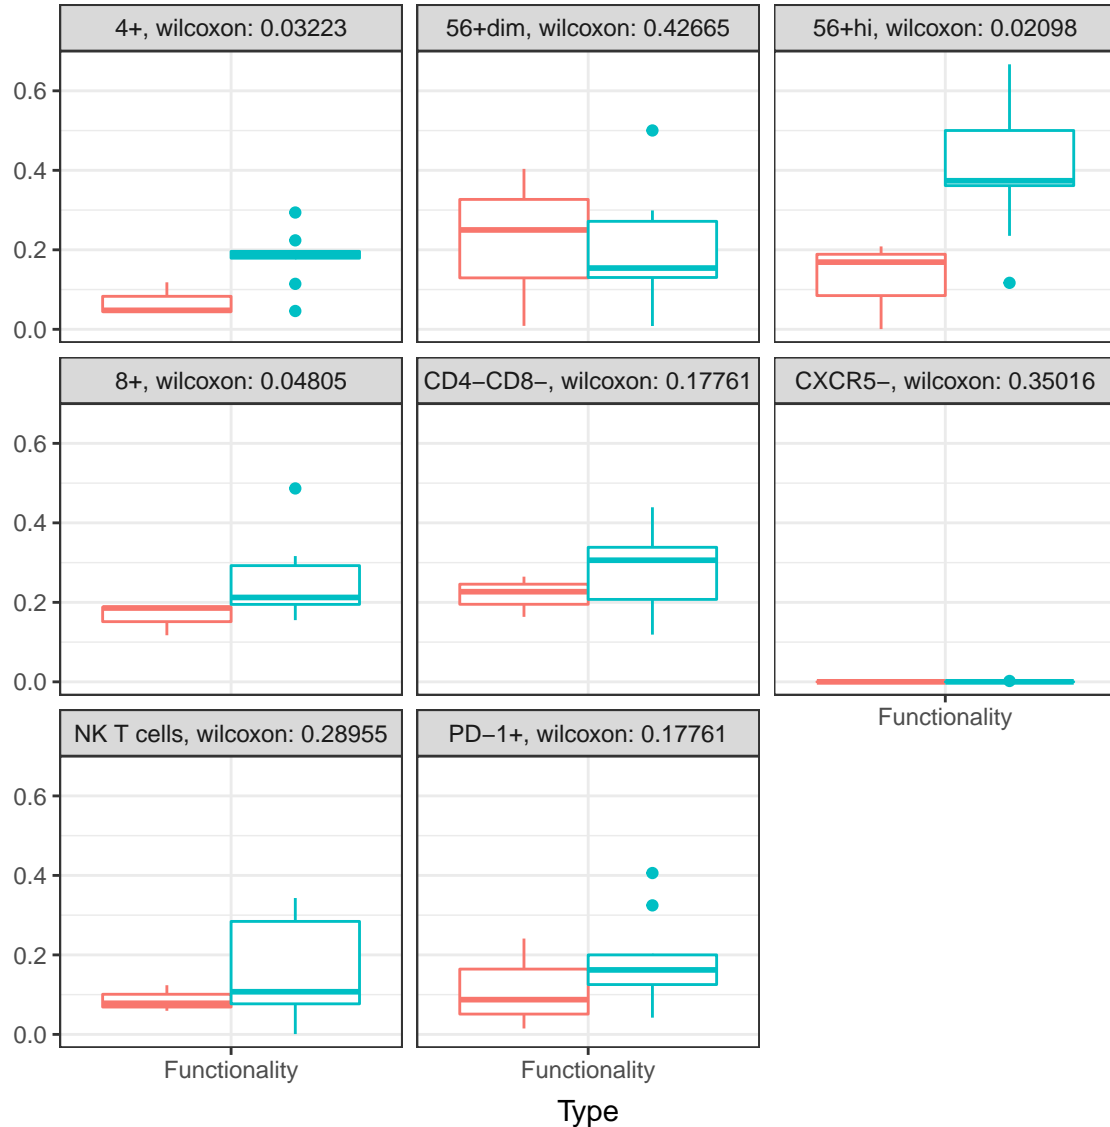 4+, wilcoxon: 0.03223
56+dim, wilcoxon: 0.42665
56+hi, wilcoxon: 0.02098
0.6
0.4
0.2
0.0
8+, wilcoxon: 0.04805
CD4−CD8−, wilcoxon: 0.17761
CXCR5−, wilcoxon: 0.35016
0.6
0.4
0.2
0.0
Functionality
NK T cells, wilcoxon: 0.28955
PD−1+, wilcoxon: 0.17761
0.6
0.4
0.2
0.0
Functionality
Functionality
Type